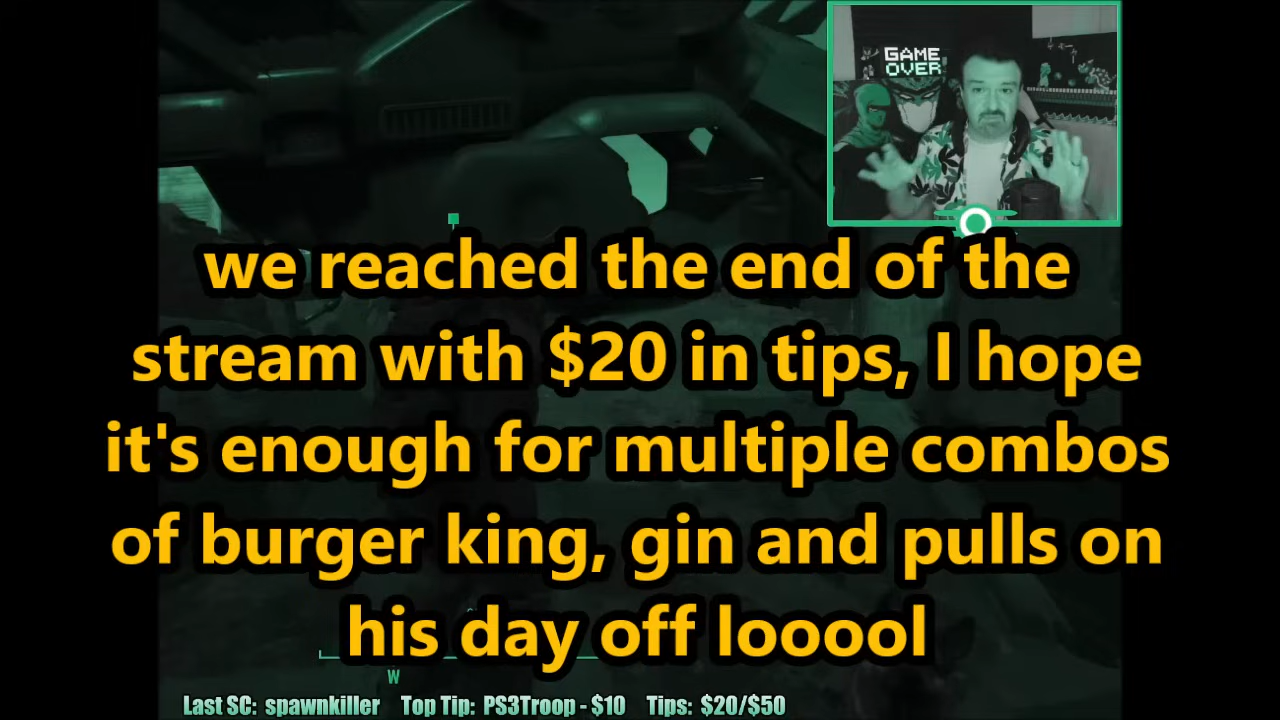 GAME
OVER
we reached the end of the
stream with $20 in tips, I hope
it's enough for multiple combos
of burger king, gin and pulls on
his day off looool
W
Last SC: spawnkiller Top Tip: PS3Troop - $10 Tips: $20/$50